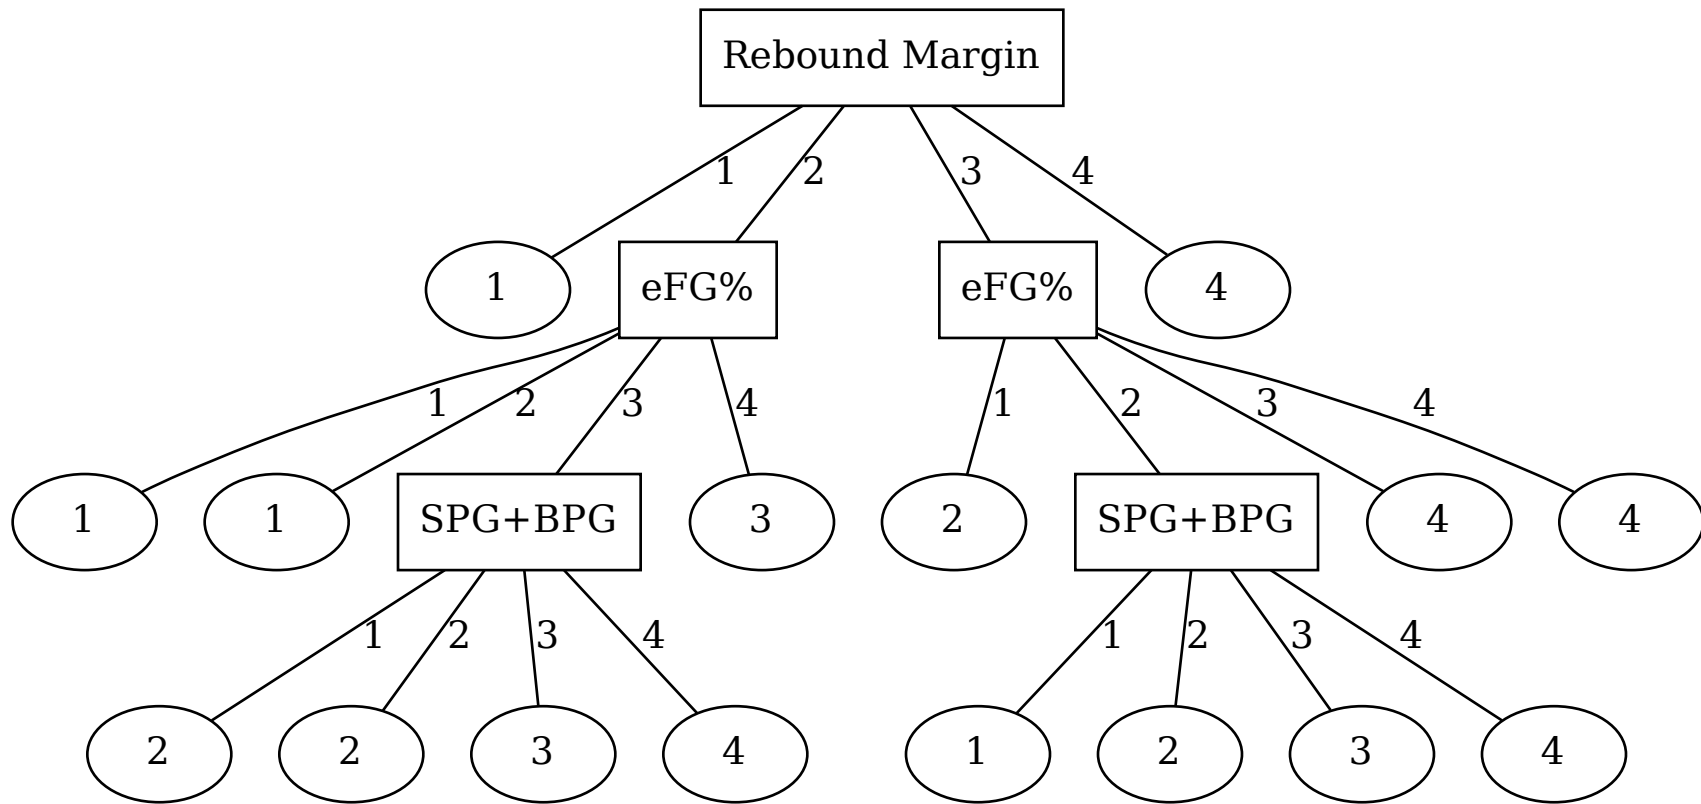 Rebound Margin
1 2 3 4
1 eFG% eFG% 4
1 2 3 4 1 2 3 4
1 1 SPG+BPG 3 2 SPG+BPG 4 4
1 2 3 4 1 2 3 4
2 2 3 4 1 2 3 4